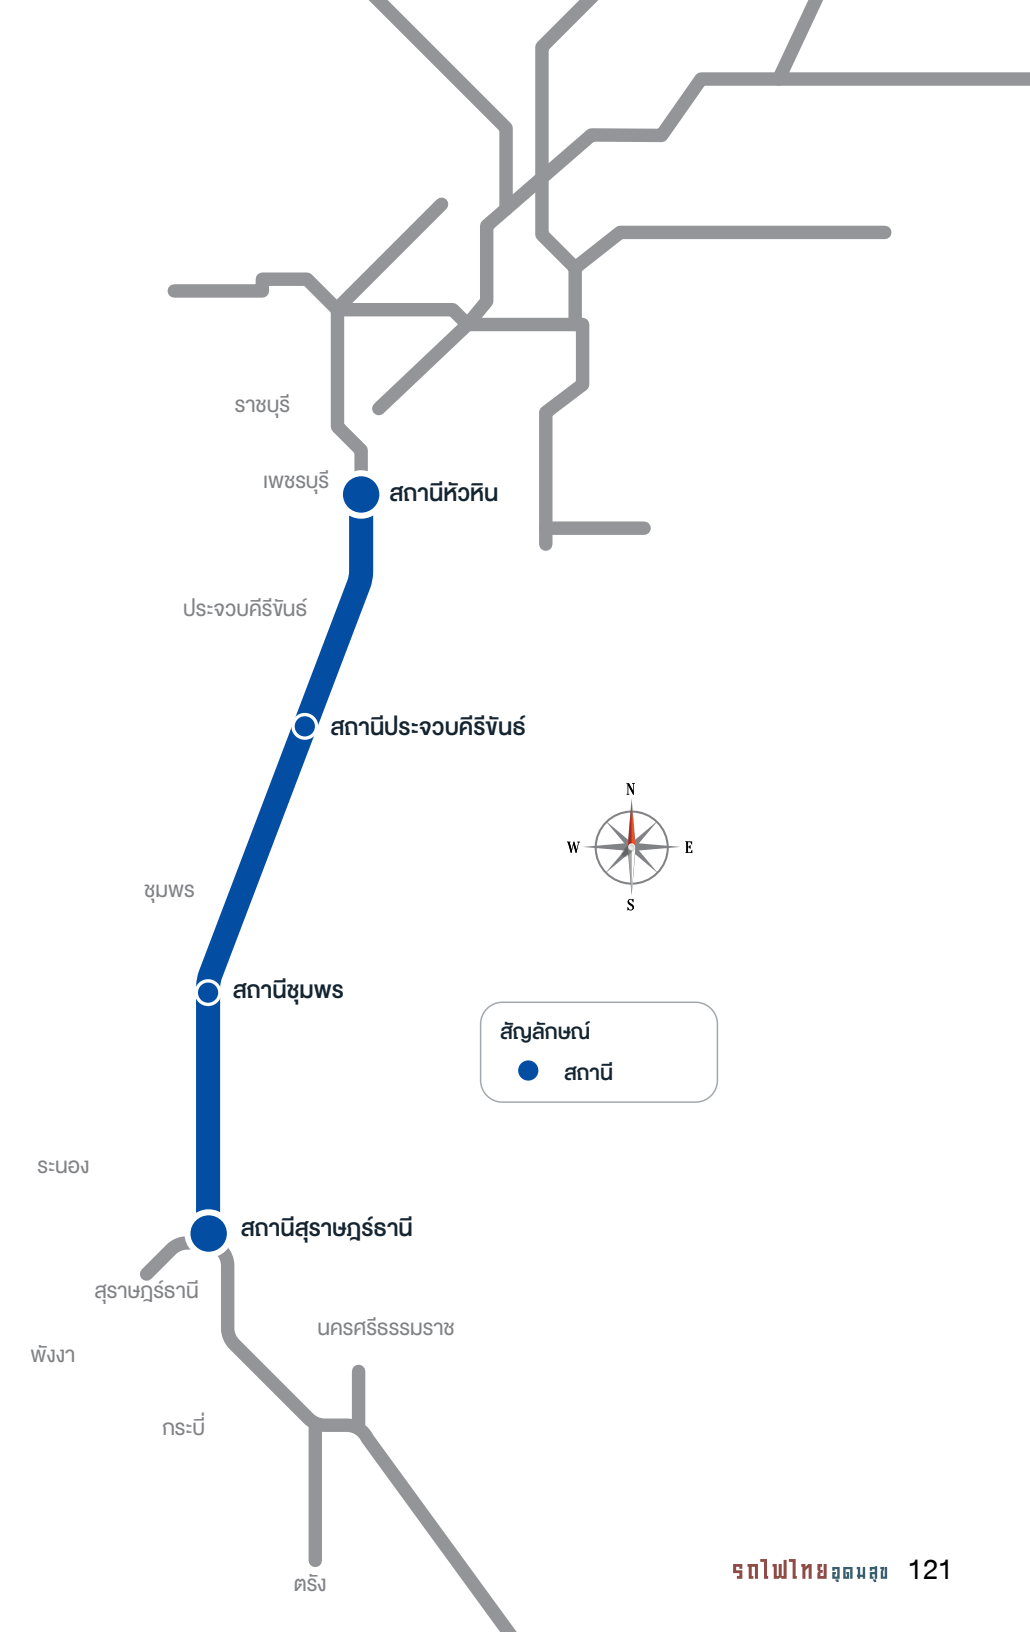 ราชบุรี
เพชรบุรี
สถานีหัวหิน
ประจวบคีรีขันธ์
สถานีประจวบคีรีขันธ์
N
W
E
S
ชุมพร
สถานีชุมพร
สัญลักษณ์
สถานี
ระนอง
สถานีสุราษฎร์ธานี
สุราษฎร์ธานี
นครศรีธรรมราช
พังงา
กระบี่
ตรัง
รถไฟไทยอุดมสุข 121